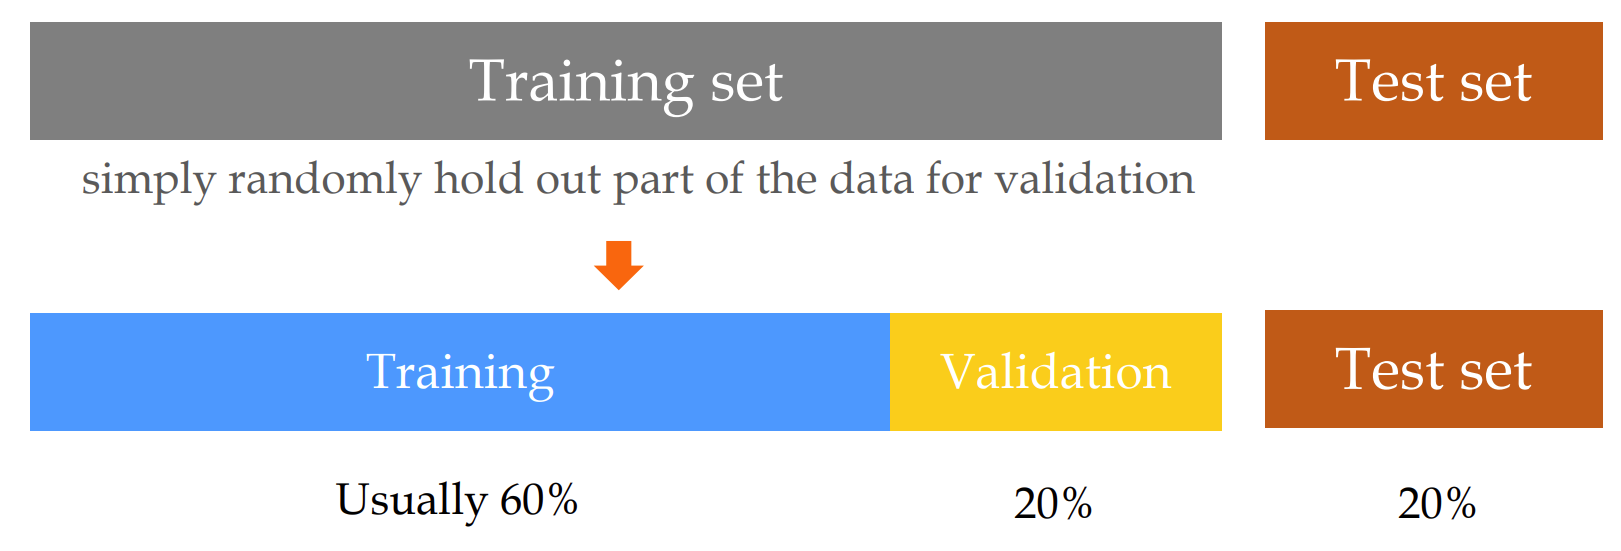 Training set
Test set
simply randomly hold out part of the data for validation
Training
Validation
Test set
Usually 60%
20%
20%